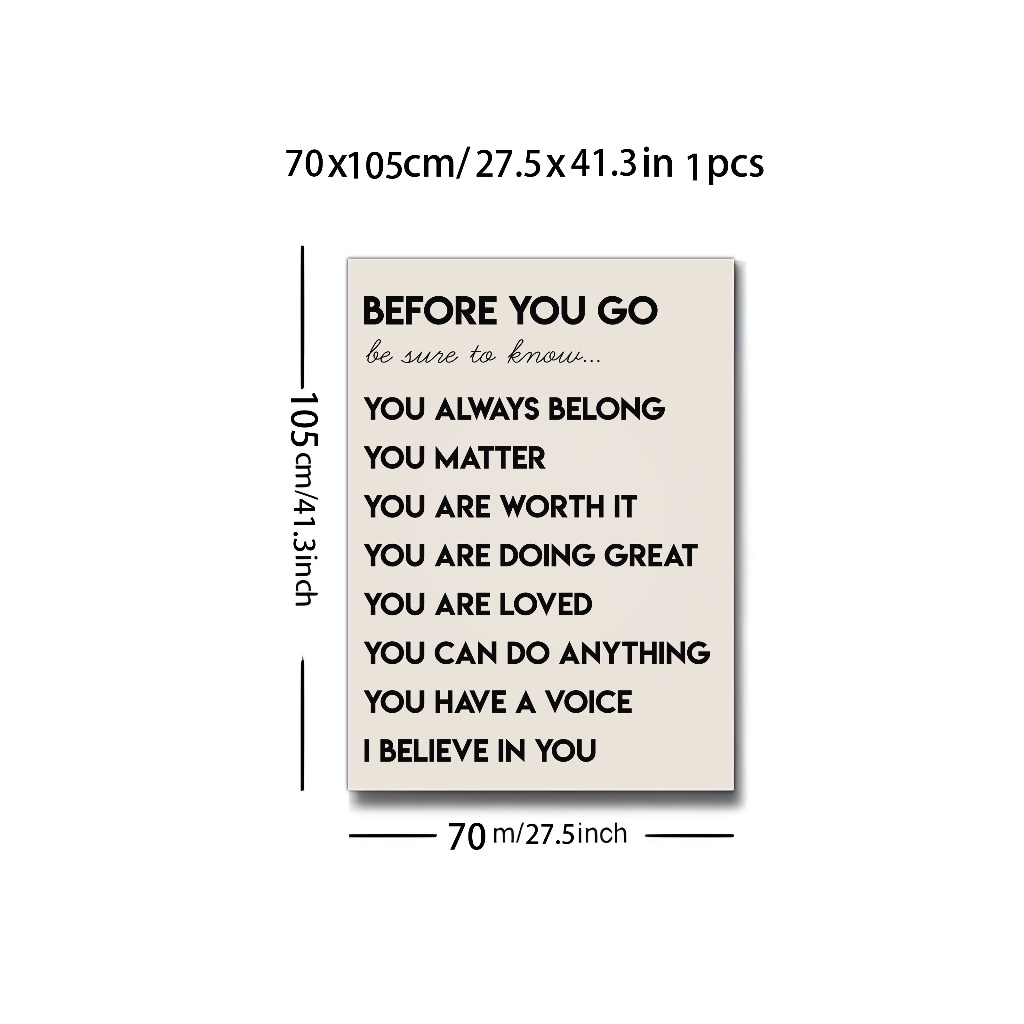 70x105cm/27.5x41.3in 1pcs
BEFORE YOU GO
be sure to know...
YOU ALWAYS BELONG
YOU MATTER
YOU ARE WORTH IT
YOU ARE DOING GREAT
YOU ARE LOVED
YOU CAN DO ANYTHING
YOU HAVE A VOICE
I BELIEVE IN YOU
105cm/41.3inch
70m/27.5inch